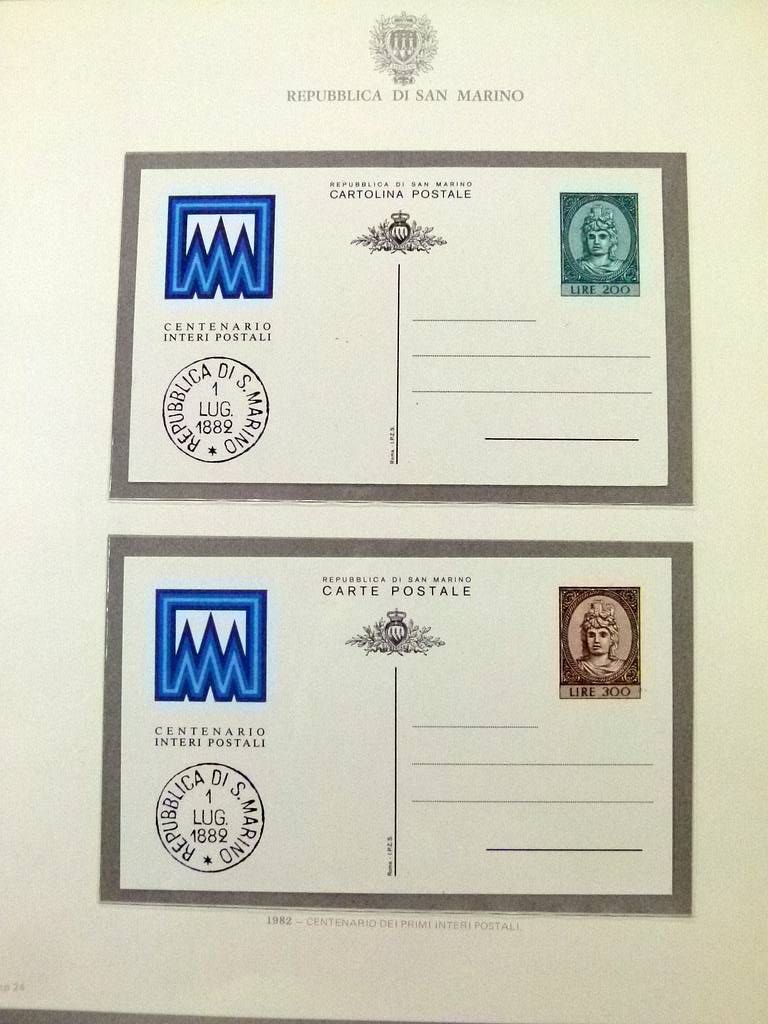 REPUBBLICA DI SAN MARINO
REPUBBLICA DI SAN MARINO
CARTOLINA POSTALE
LIRE 200
CENTENARIO
INTERI POSTALI
REPUBBLICA DI S. MARINO
1
LUG.
1882
Roma - I.P.Z.S.
REPUBBLICA DI SAN MARINO
CARTE POSTALE
LIRE 300
CENTENARIO
INTERI POSTALI
REPUBBLICA DI S. MARINO
1
LUG.
1882
Roma - I.P.Z.S.
1982 – CENTENARIO DEI PRIMI INTERI POSTALI.
24